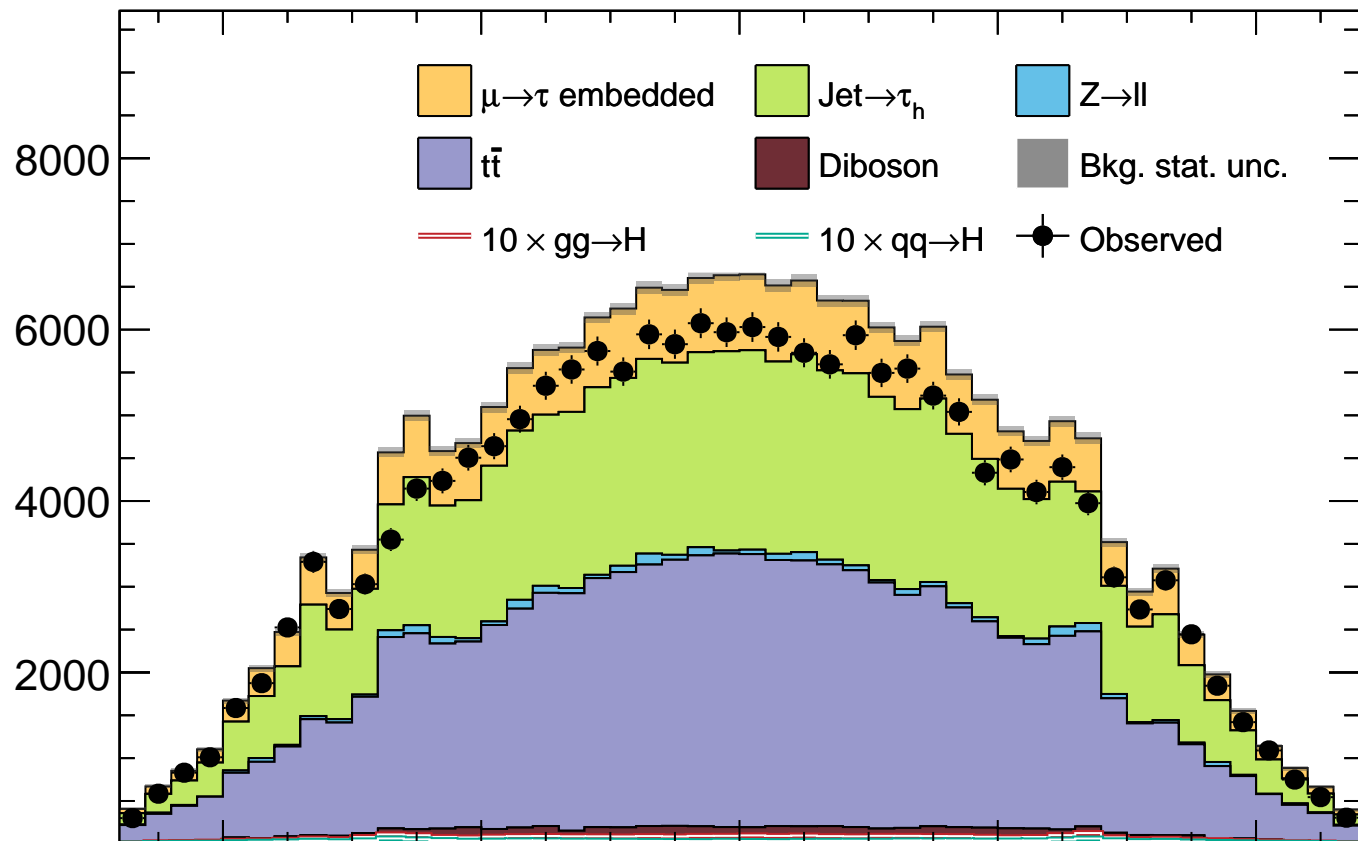 μ→τ embedded Jet→τh Z→ll
8000
tt̄ Diboson Bkg. stat. unc.
10 × gg→H 10 × qq→H Observed
6000
4000
2000